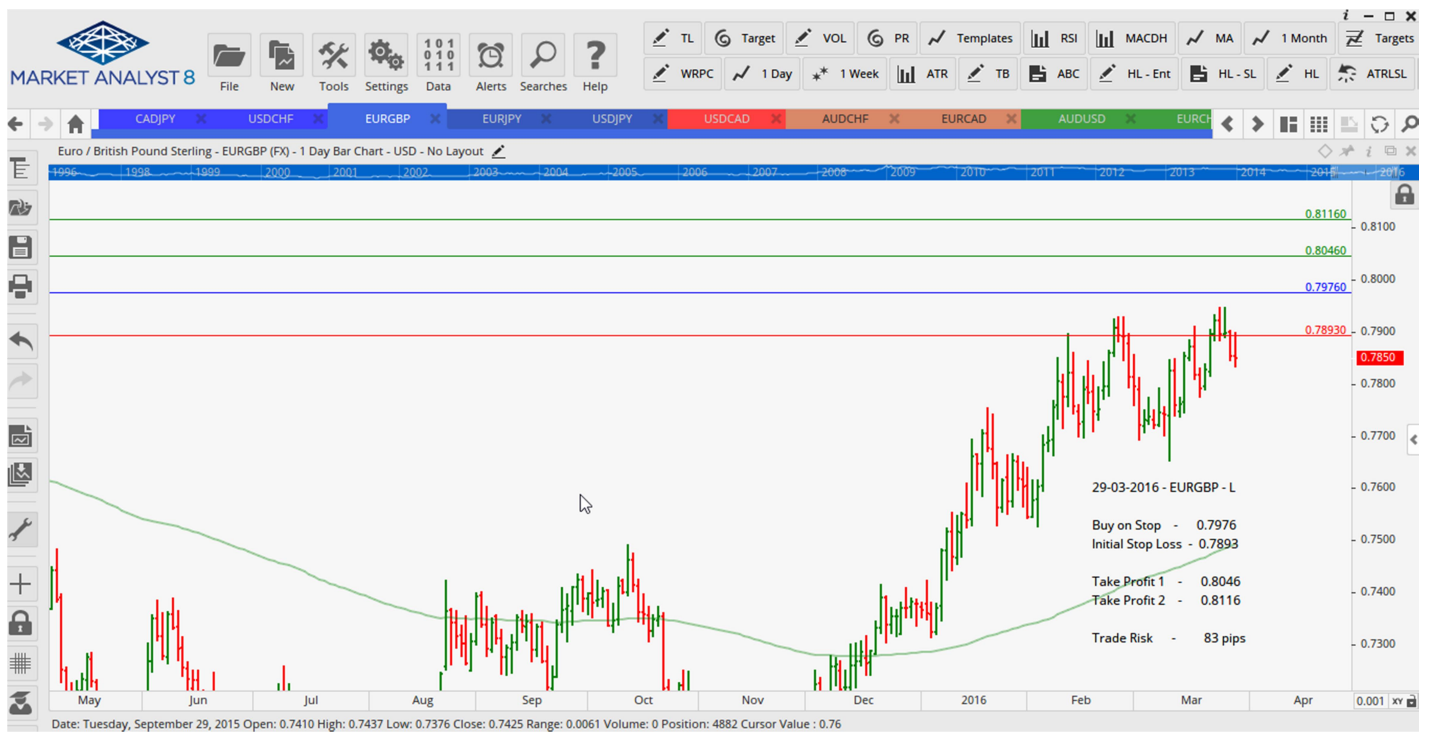 i
MARKET ANALYST 8
File New Tools Settings Data Alerts Searches Help
101
010
111
TL Target VOL PR Templates RSI MACDH MA 1 Month Targets
WRPC 1 Day 1 Week ATR TB ABC HL - Ent HL - SL HL ATRLSL
CADJPY USDCHF EURGBP EURJPY USDJPY USDCAD AUDCHF EURCAD AUDUSD EURCH
Euro / British Pound Sterling - EURGBP (FX) - 1 Day Bar Chart - USD - No Layout
i
1996 1998 1999 2000 2001 2002 2003 2004 2005 2006 2007 2008 2009 2010 2011 2012 2013 2014 2015 2016
0.81160
0.8100
0.80460
0.8000
0.79760
0.78930
0.7900
0.7850
0.7800
0.7700
0.7600
0.7500
0.7400
0.7300
29-03-2016 - EURGBP - L
Buy on Stop - 0.7976
Initial Stop Loss - 0.7893
Take Profit 1 - 0.8046
Take Profit 2 - 0.8116
Trade Risk - 83 pips
May Jun Jul Aug Sep Oct Nov Dec 2016 Feb Mar Apr
0.001 XY
Date: Tuesday, September 29, 2015 Open: 0.7410 High: 0.7437 Low: 0.7376 Close: 0.7425 Range: 0.0061 Volume: 0 Position: 4882 Cursor Value : 0.76